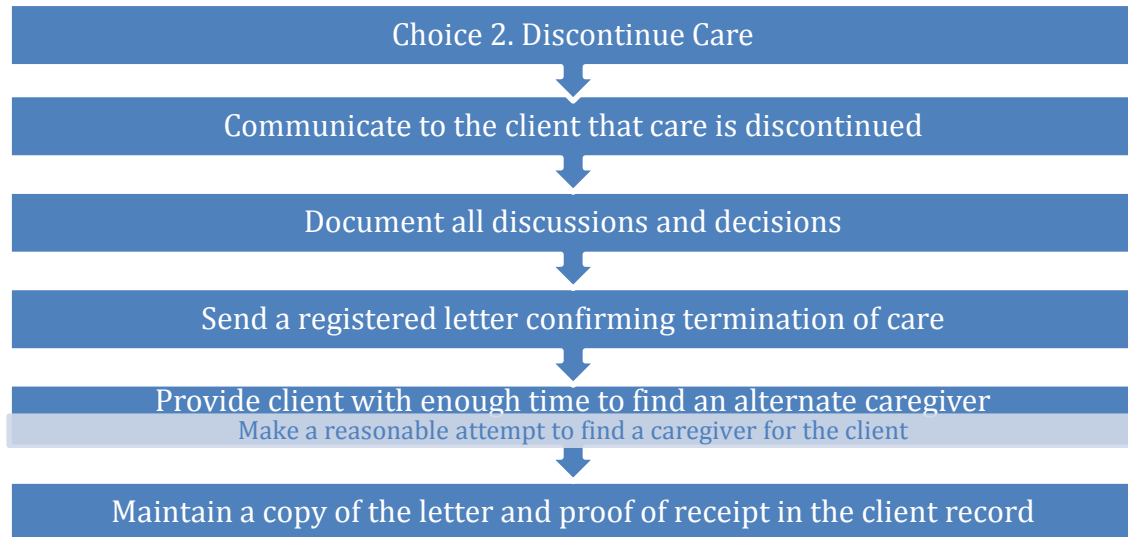 Choice 2. Discontinue Care
Communicate to the client that care is discontinued
Document all discussions and decisions
Send a registered letter confirming termination of care
Provide client with enough time to find an alternate caregiver
Make a reasonable attempt to find a caregiver for the client
Maintain a copy of the letter and proof of receipt in the client record